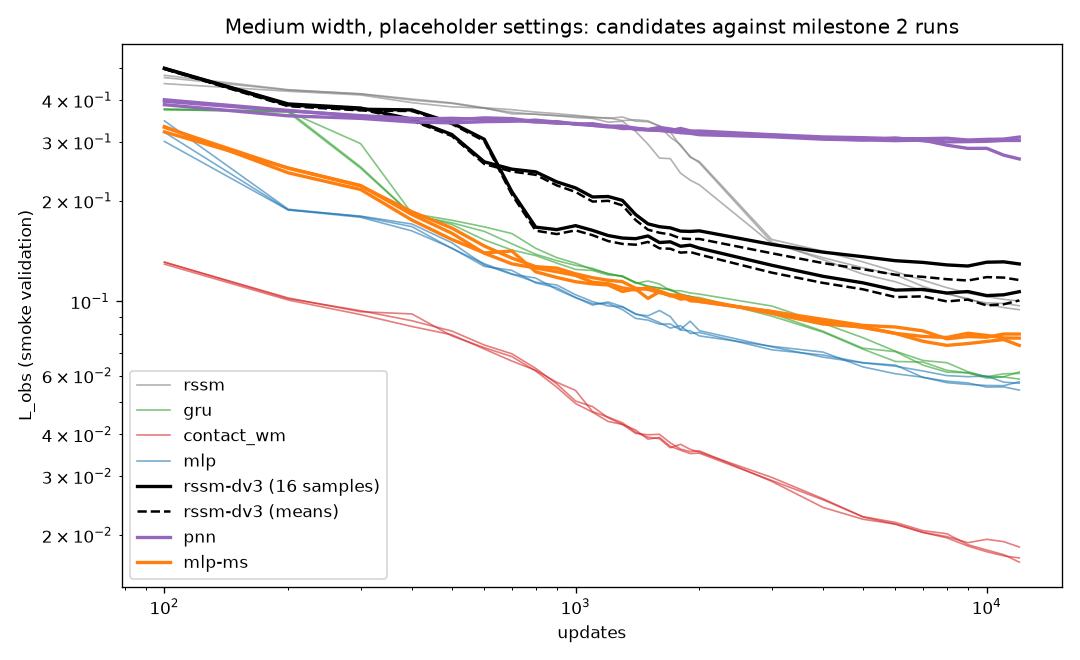 Medium width, placeholder settings: candidates against milestone 2 runs
L_obs (smoke validation)
4 × 10⁻¹
3 × 10⁻¹
2 × 10⁻¹
10⁻¹
6 × 10⁻²
4 × 10⁻²
3 × 10⁻²
2 × 10⁻²
rssm
gru
contact_wm
mlp
rssm-dv3 (16 samples)
rssm-dv3 (means)
pnn
mlp-ms
10² 10³ 10⁴
updates